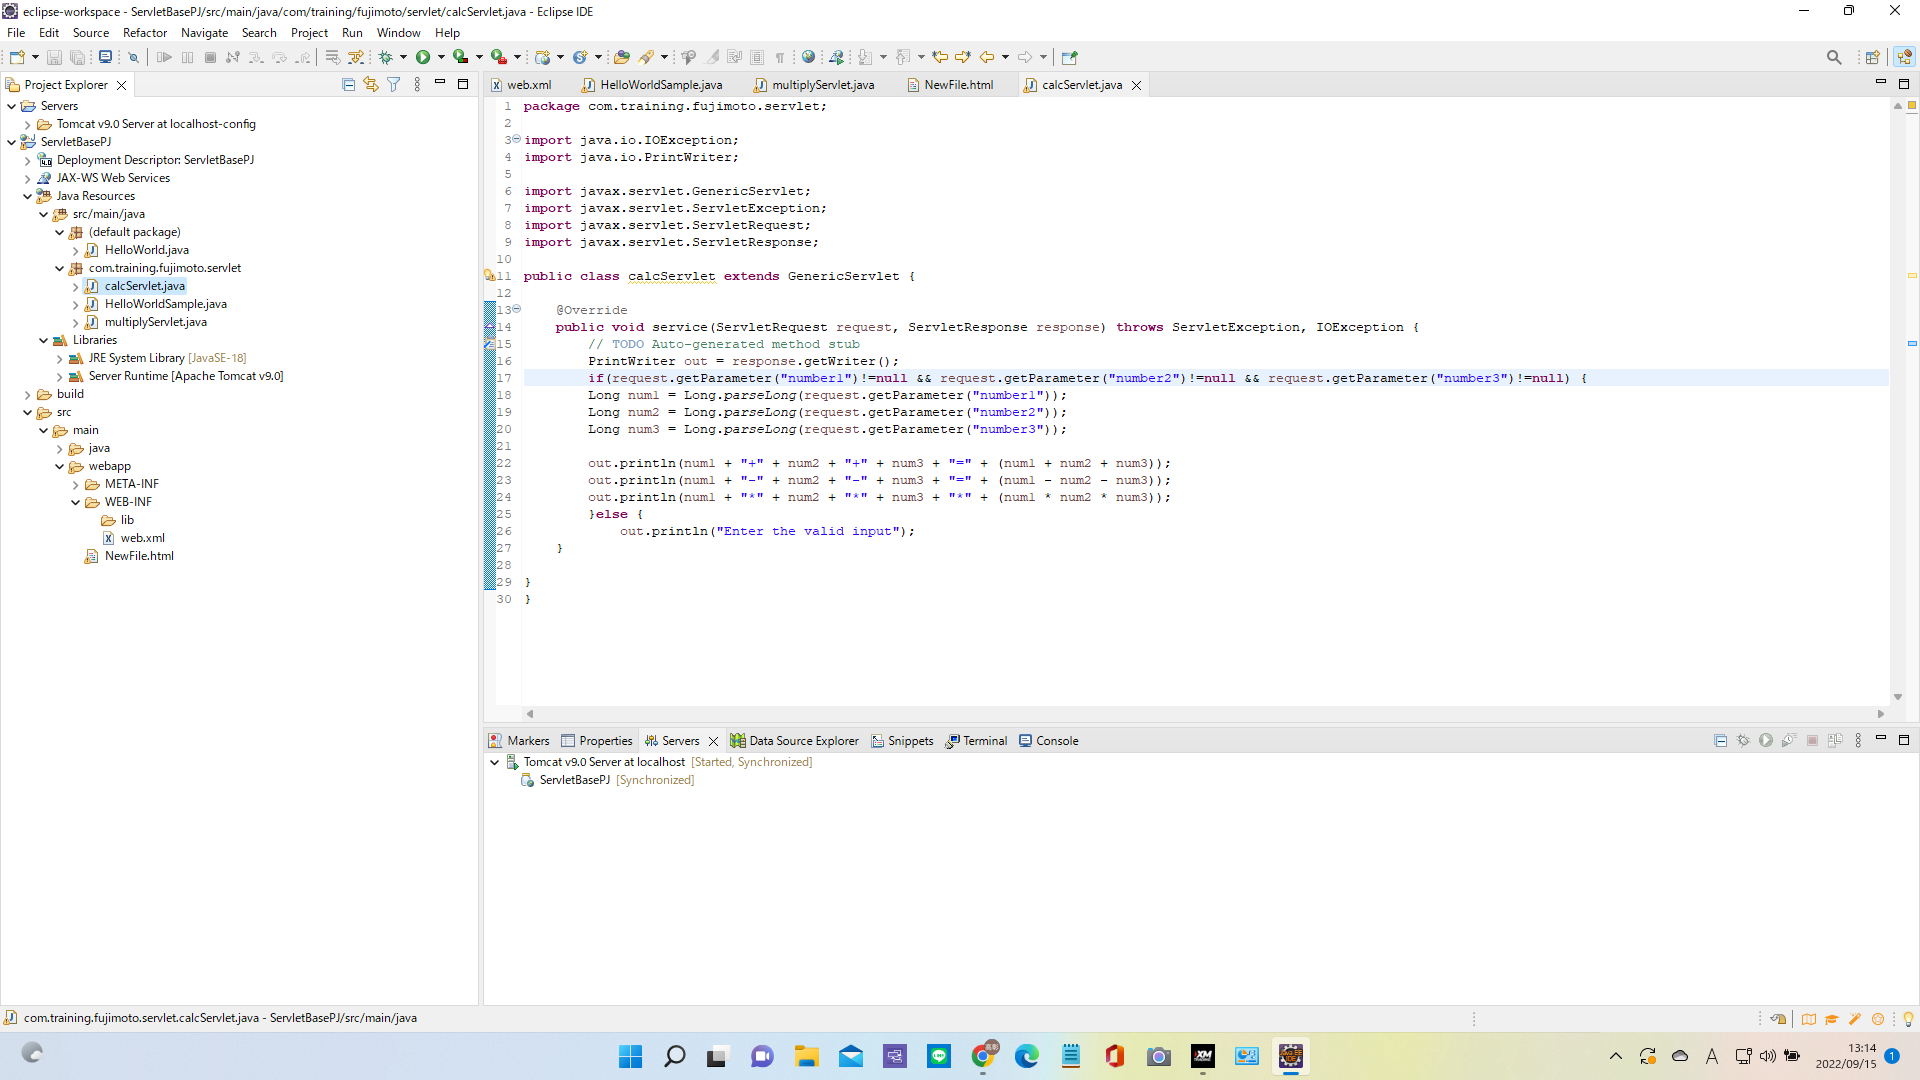 eclipse-workspace - ServletBasePJ/src/main/java/com/training/fujimoto/servlet/calcServlet.java - Eclipse IDE
File Edit Source Refactor Navigate Search Project Run Window Help
Project Explorer
Servers
Tomcat v9.0 Server at localhost-config
ServletBasePJ
Deployment Descriptor: ServletBasePJ
JAX-WS Web Services
Java Resources
src/main/java
(default package)
HelloWorld.java
com.training.fujimoto.servlet
calcServlet.java
HelloWorldSample.java
multiplyServlet.java
Libraries
JRE System Library [JavaSE-18]
Server Runtime [Apache Tomcat v9.0]
build
src
main
java
webapp
META-INF
WEB-INF
lib
web.xml
NewFile.html
web.xml HelloWorldSample.java multiplyServlet.java NewFile.html calcServlet.java
1 package com.training.fujimoto.servlet;
2
3 import java.io.IOException;
4 import java.io.PrintWriter;
5
6 import javax.servlet.GenericServlet;
7 import javax.servlet.ServletException;
8 import javax.servlet.ServletRequest;
9 import javax.servlet.ServletResponse;
10
11 public class calcServlet extends GenericServlet {
12
13 @Override
14 public void service(ServletRequest request, ServletResponse response) throws ServletException, IOException {
15 // TODO Auto-generated method stub
16 PrintWriter out = response.getWriter();
17 if(request.getParameter("number1")!=null && request.getParameter("number2")!=null && request.getParameter("number3")!=null) {
18 Long num1 = Long.parseLong(request.getParameter("number1"));
19 Long num2 = Long.parseLong(request.getParameter("number2"));
20 Long num3 = Long.parseLong(request.getParameter("number3"));
21
22 out.println(num1 + "+" + num2 + "+" + num3 + "=" + (num1 + num2 + num3));
23 out.println(num1 + "-" + num2 + "-" + num3 + "=" + (num1 - num2 - num3));
24 out.println(num1 + "*" + num2 + "*" + num3 + "*" + (num1 * num2 * num3));
25 }else {
26 out.println("Enter the valid input");
27 }
28
29 }
30 }
Markers Properties Servers Data Source Explorer Snippets Terminal Console
Tomcat v9.0 Server at localhost [Started, Synchronized]
ServletBasePJ [Synchronized]
com.training.fujimoto.servlet.calcServlet.java - ServletBasePJ/src/main/java
A
13:14
2022/09/15
1